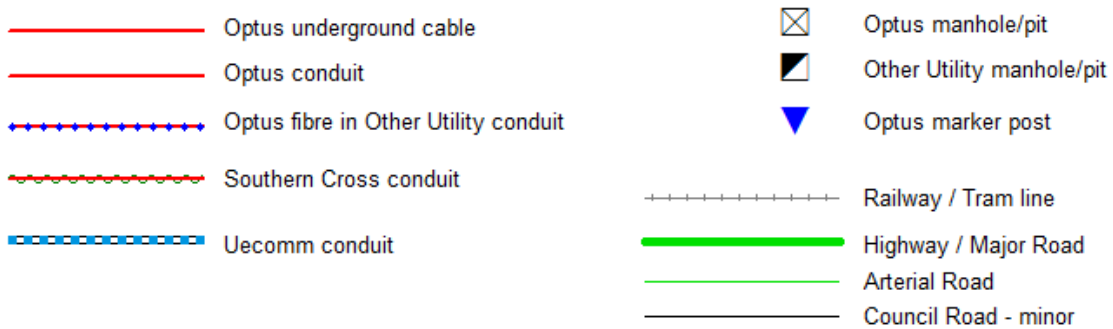 Optus underground cable
Optus conduit
Optus fibre in Other Utility conduit
Southern Cross conduit
Uecomm conduit
Optus manhole/pit
Other Utility manhole/pit
Optus marker post
Railway / Tram line
Highway / Major Road
Arterial Road
Council Road - minor